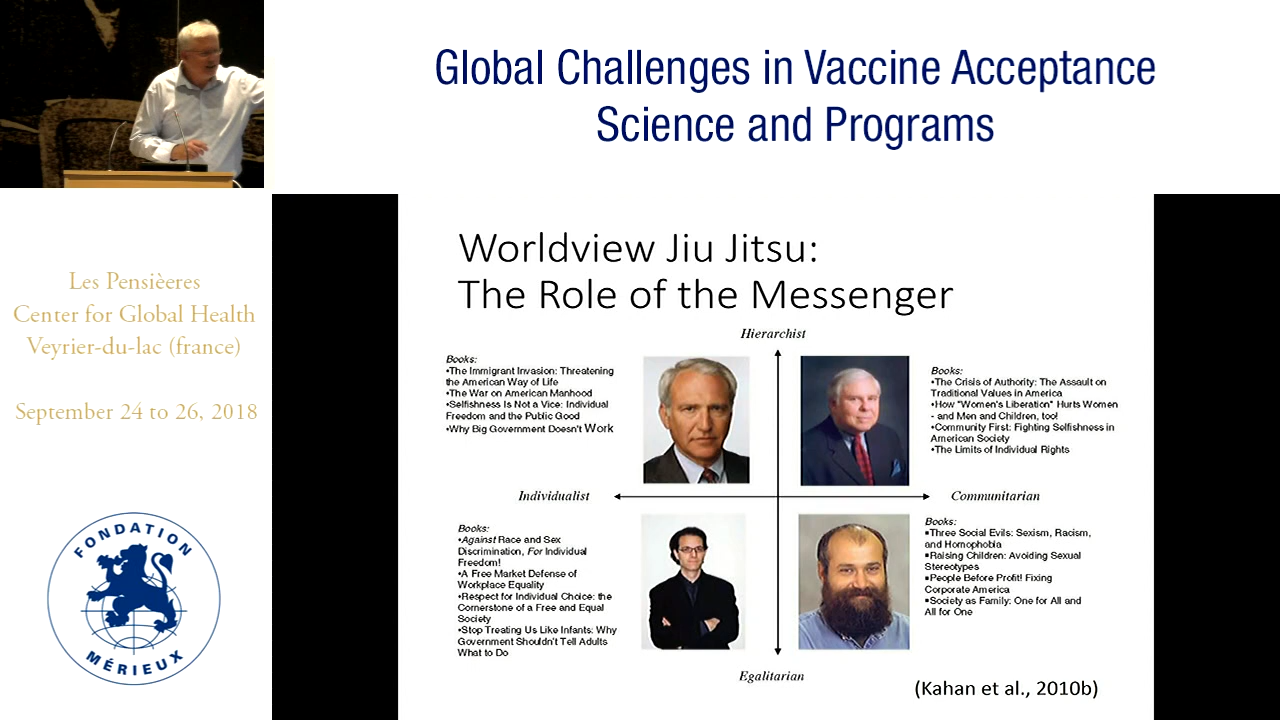 Global Challenges in Vaccine Acceptance
Science and Programs
Les Pensièeres
Center for Global Health
Veyrier-du-lac (france)
September 24 to 26, 2018
FONDATION
MÉRIEUX
Worldview Jiu Jitsu:
The Role of the Messenger
Hierarchist
Books:
•The Immigrant Invasion: Threatening
the American Way of Life
•The War on American Manhood
•Selfishness Is Not a Vice: Individual
Freedom and the Public Good
•Why Big Government Doesn't Work
Books:
•The Crisis of Authority: The Assault on
Traditional Values in America
•How "Women's Liberation" Hurts Women
- and Men and Children, too!
•Community First: Fighting Selfishness in
American Society
•The Limits of Individual Rights
Individualist
Communitarian
Books:
•Against Race and Sex
Discrimination, For Individual
Freedom!
•A Free Market Defense of
Workplace Equality
•Respect for Individual Choice: the
Cornerstone of a Free and Equal
Society
•Stop Treating Us Like Infants: Why
Government Shouldn't Tell Adults
What to Do
Books:
▪Three Social Evils: Sexism, Racism,
and Homophobia
▪Raising Children: Avoiding Sexual
Stereotypes
▪People Before Profit! Fixing
Corporate America
▪Society as Family: One for All and
All for One
Egalitarian
(Kahan et al., 2010b)